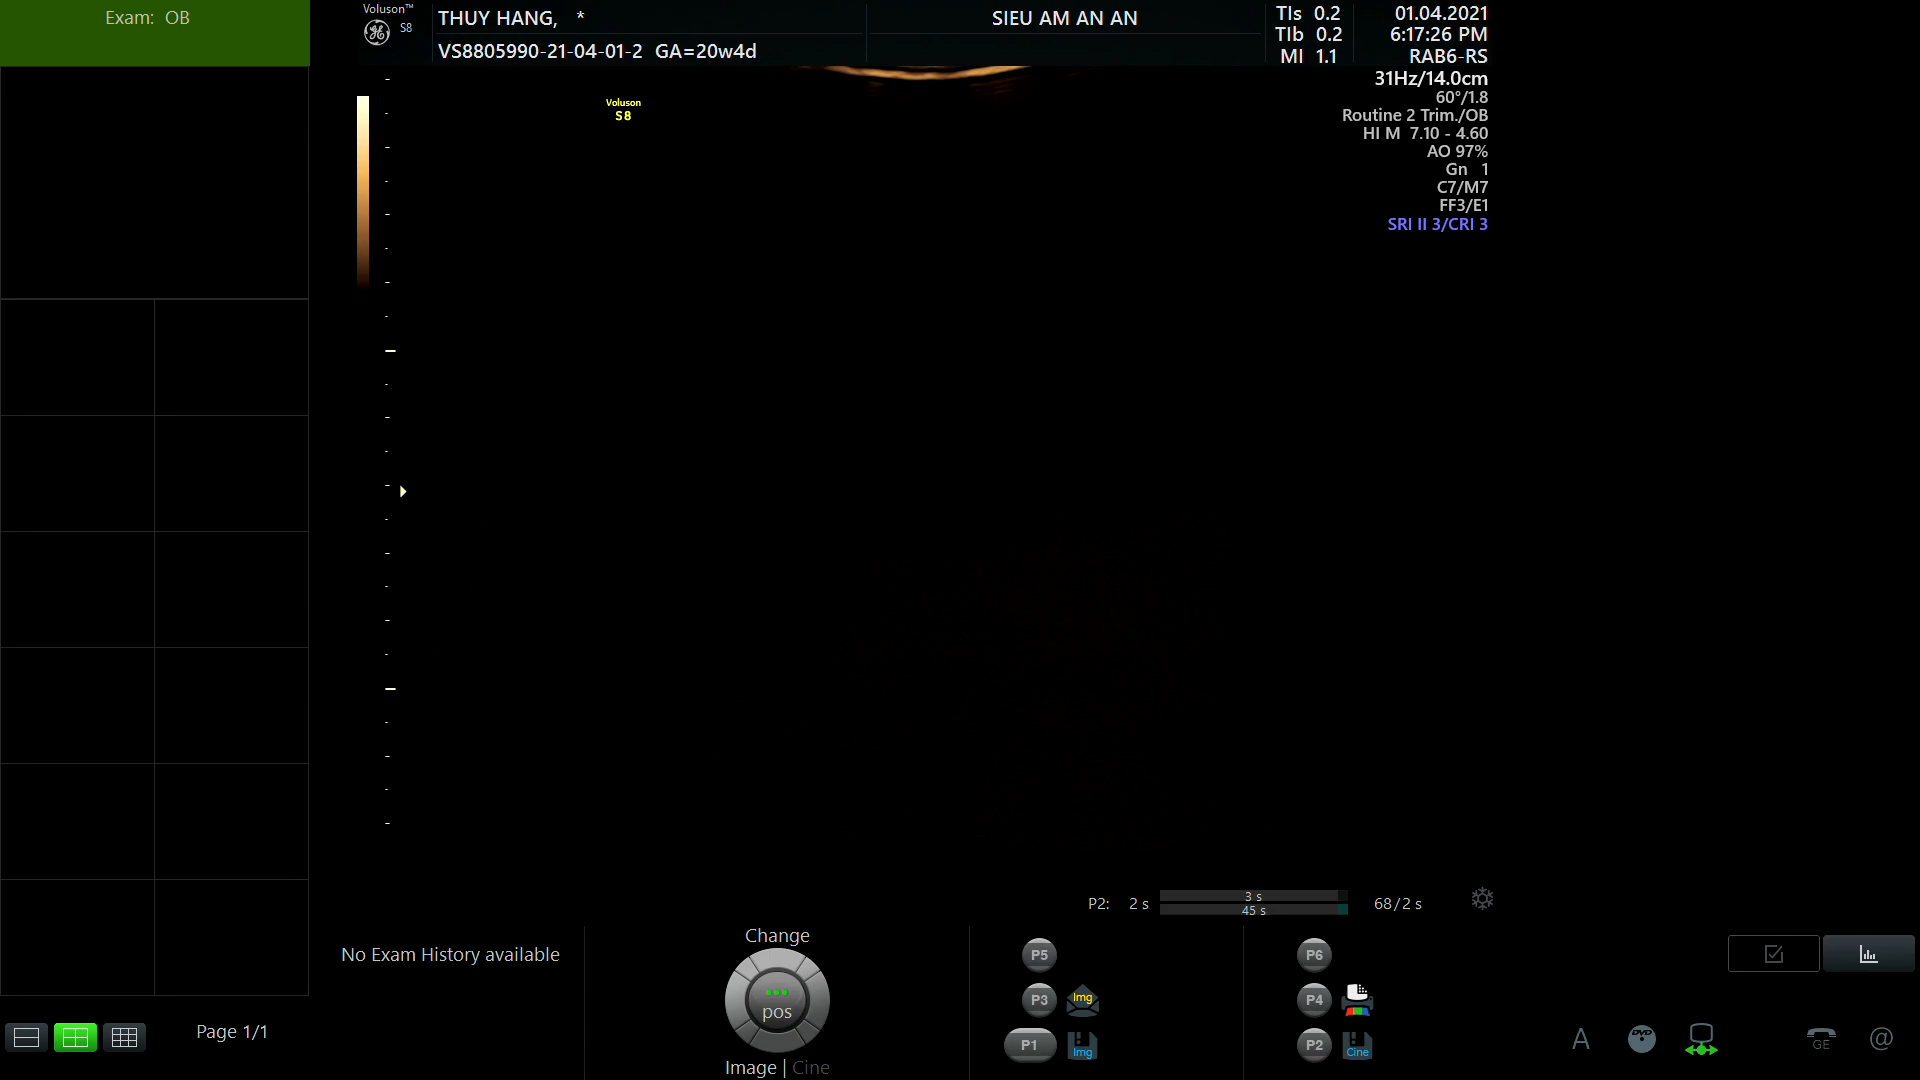 Exam: OB
Voluson™
S8
THUY HANG, *
SIEU AM AN AN
VS8805990-21-04-01-2 GA=20w4d
TIs 0.2
TIb 0.2
MI 1.1
01.04.2021
6:17:26 PM
RAB6-RS
31Hz/14.0cm
60°/1.8
Routine 2 Trim./OB
HI M 7.10 - 4.60
AO 97%
Gn 1
C7/M7
FF3/E1
SRI II 3/CRI 3
Voluson
S8
P2: 2 s
3 s
45 s
68/2 s
No Exam History available
Change
pos
Image | Cine
P5
P3 Img
P1 Img
P6
P4
P2 Cine
Page 1/1
A
DVD
GE
@